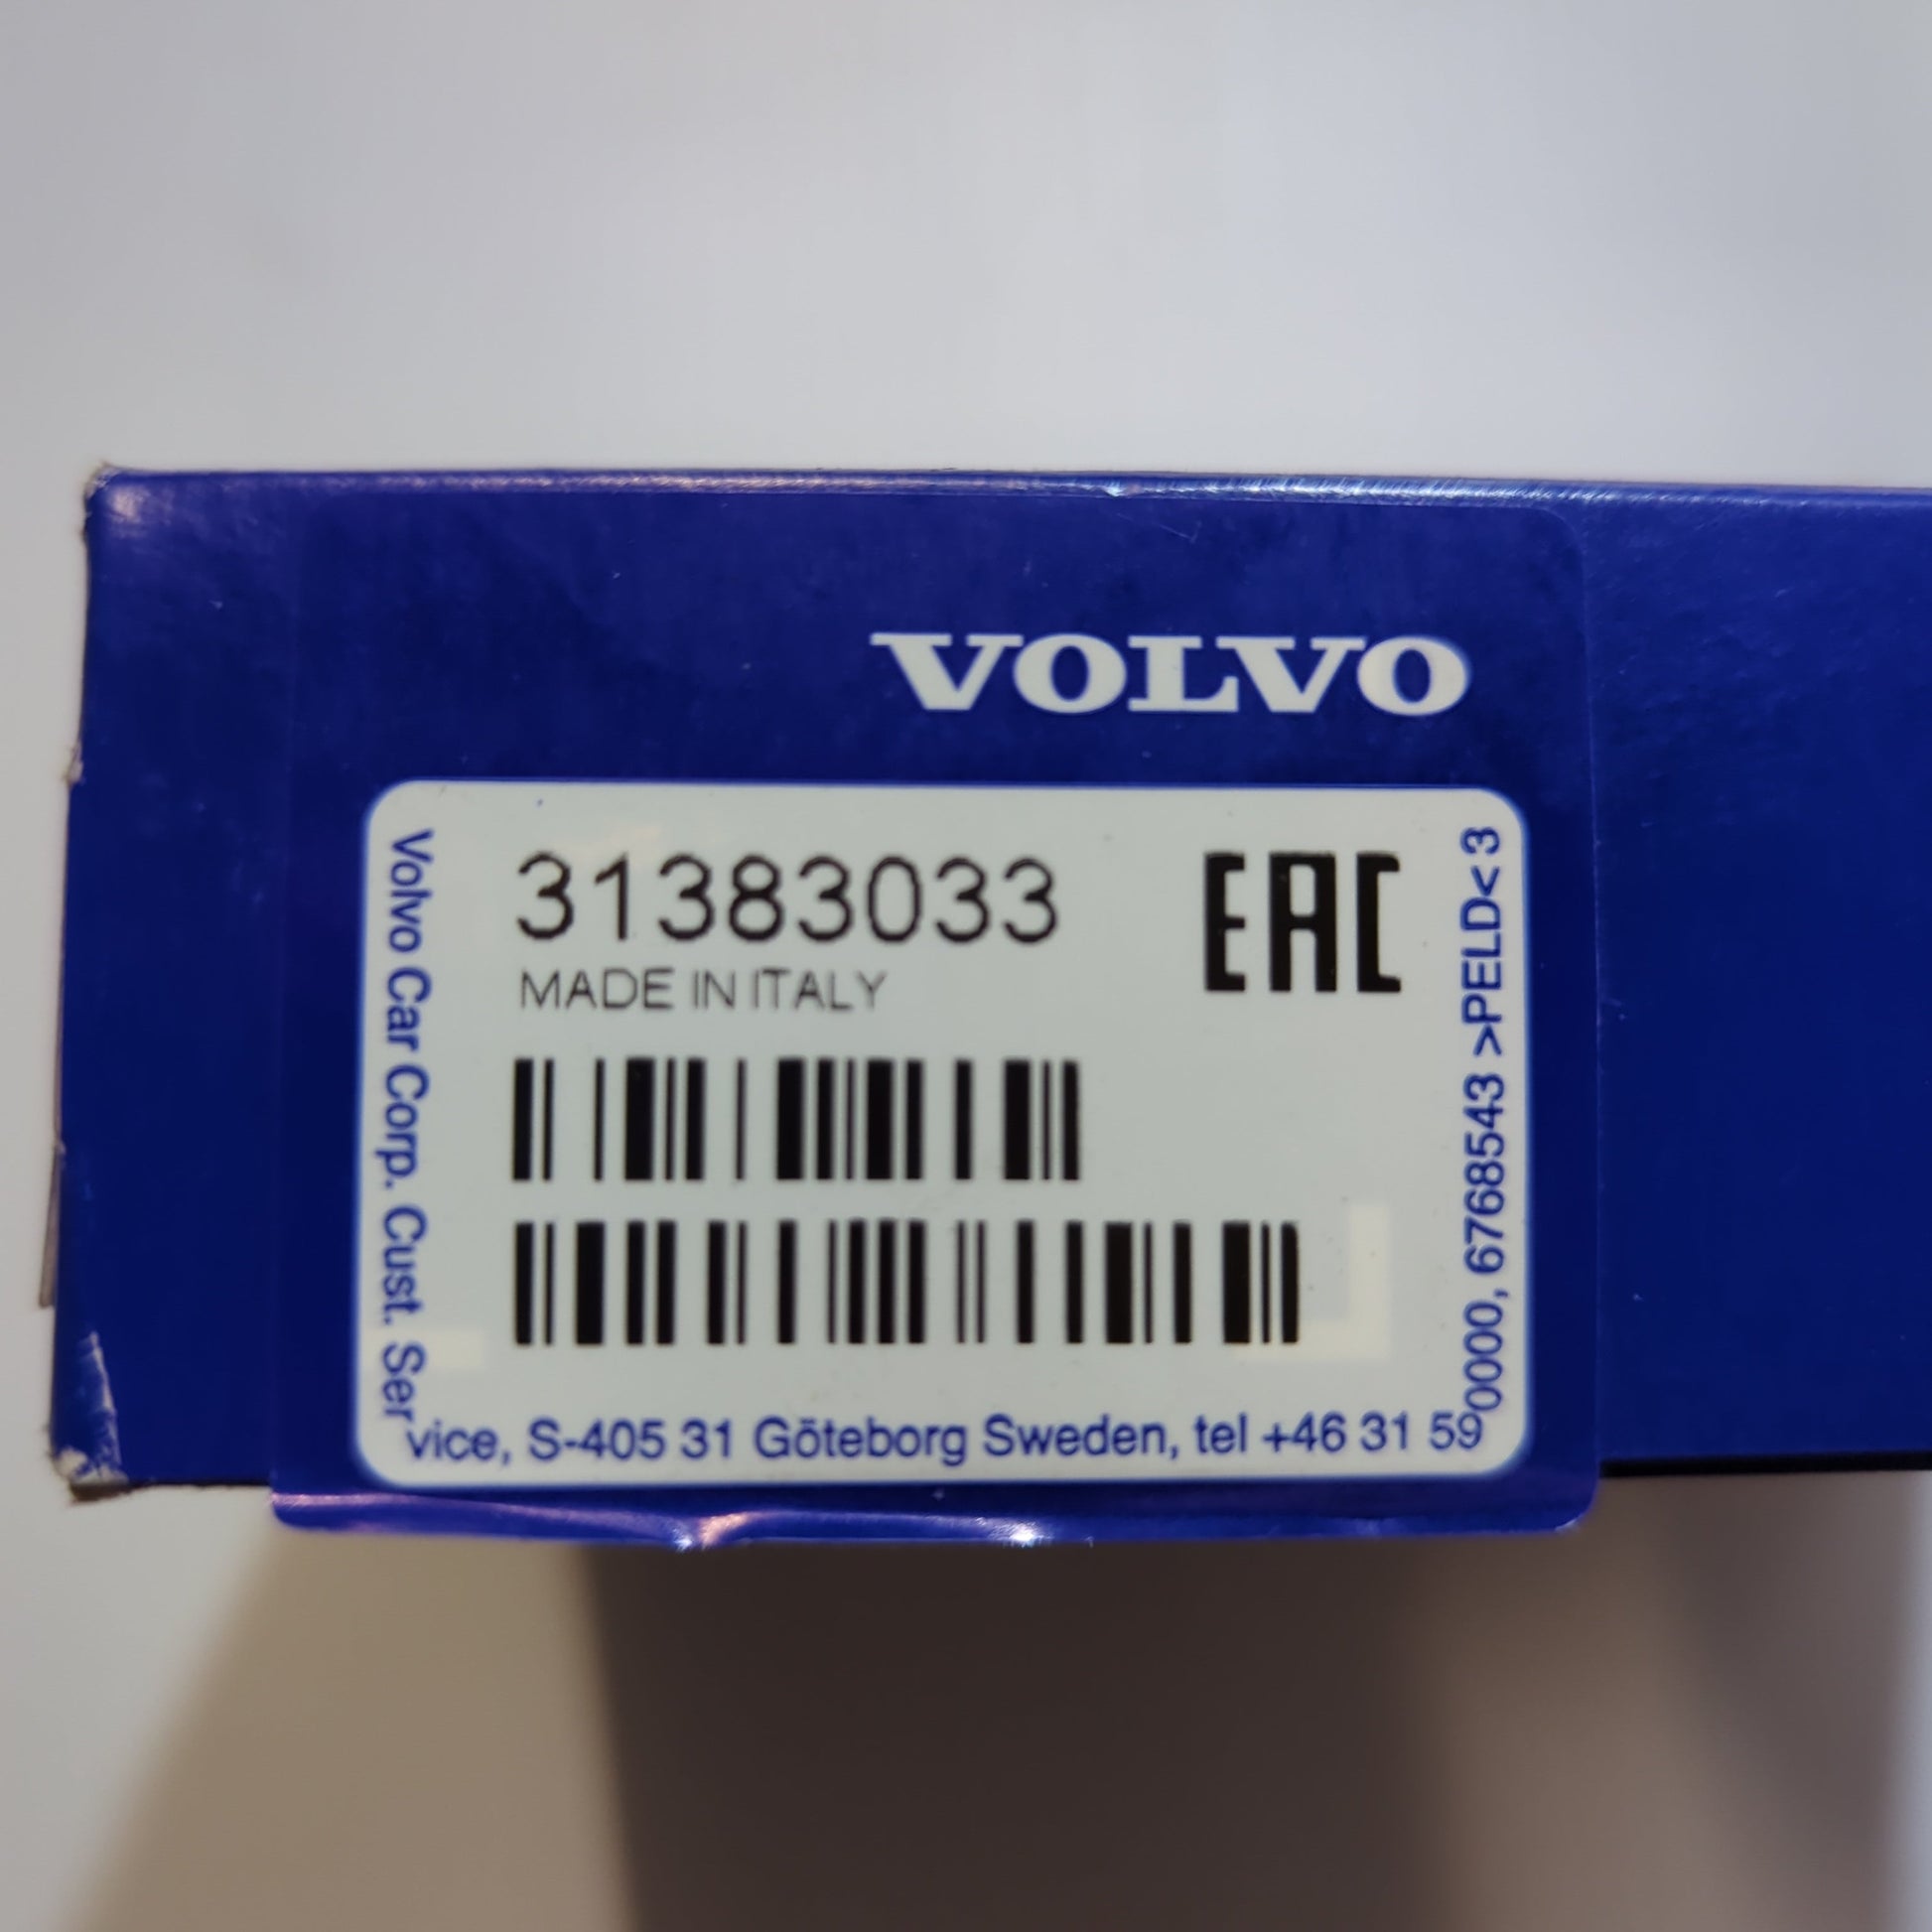 VOLVO
31383033
EAC
MADE IN ITALY
Volvo Car Corp. Cust. Service, S-405 31 Göteborg Sweden, tel +46 31 590000, 6768543 >PELD< 3